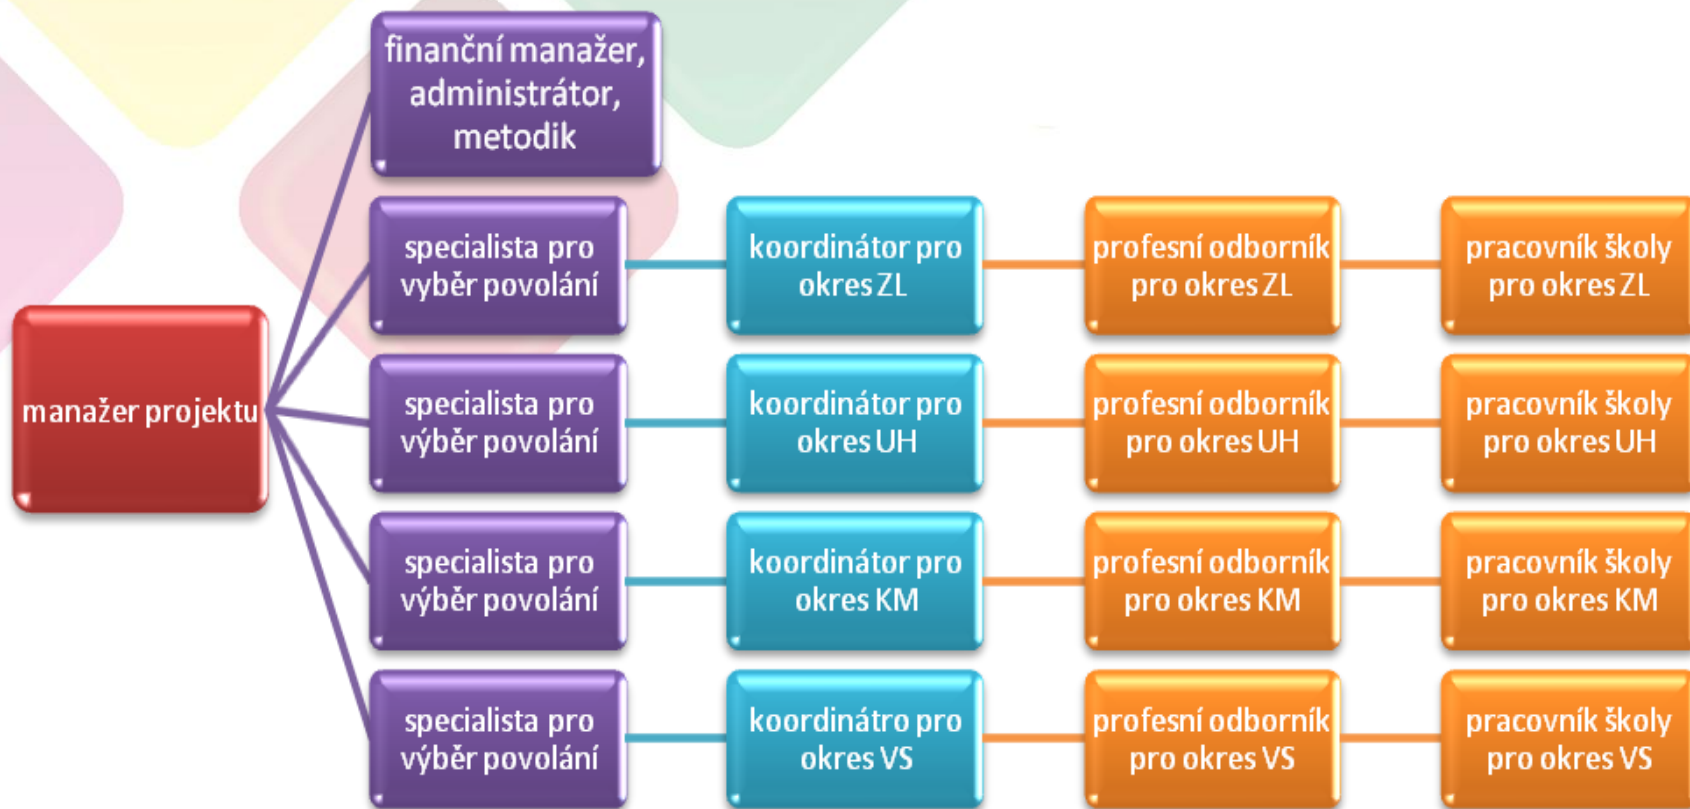 finanční manažer,
administrátor,
metodik
manažer projektu
specialista pro
vyběr povolání
koordinátor pro
okres ZL
profesní odborník
pro okres ZL
pracovník školy
pro okres ZL
specialista pro
výběr povolání
koordinátor pro
okres UH
profesní odborník
pro okres UH
pracovník školy
pro okres UH
specialista pro
výběr povolání
koordinátor pro
okres KM
profesní odborník
pro okres KM
pracovník školy
pro okres KM
specialista pro
výběr povolání
koordinátro pro
okres VS
profesní odborník
pro okres VS
pracovník školy
pro okres VS